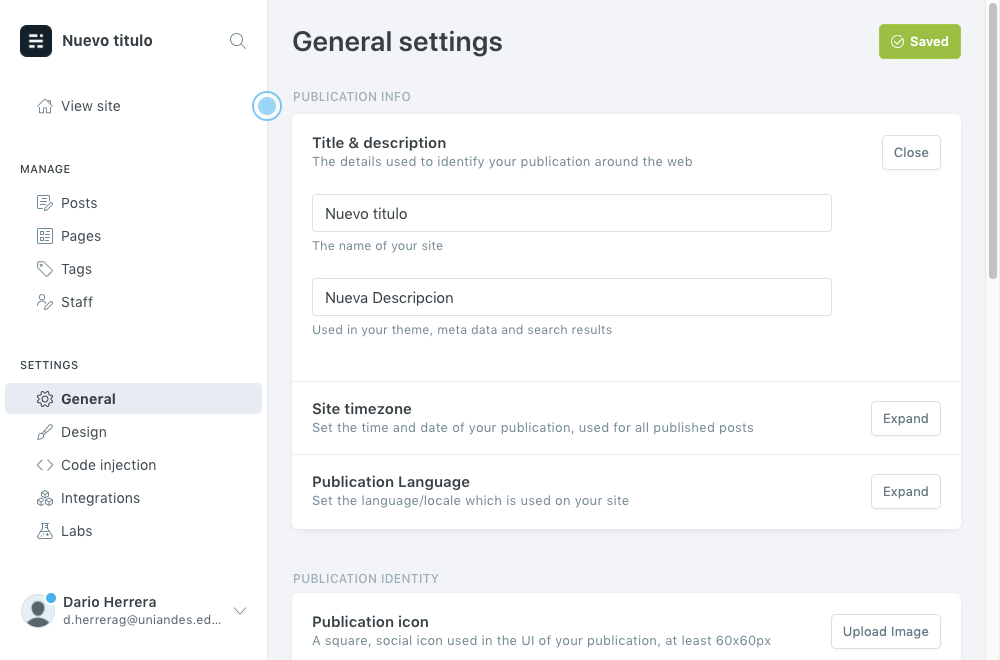 Nuevo titulo
View site
MANAGE
Posts
Pages
Tags
Staff
SETTINGS
General
Design
Code injection
Integrations
Labs
Dario Herrera
d.herrerag@uniandes.ed...
General settings
Saved
PUBLICATION INFO
Title & description
The details used to identify your publication around the web
Close
Nuevo titulo
The name of your site
Nueva Descripcion
Used in your theme, meta data and search results
Site timezone
Set the time and date of your publication, used for all published posts
Expand
Publication Language
Set the language/locale which is used on your site
Expand
PUBLICATION IDENTITY
Publication icon
A square, social icon used in the UI of your publication, at least 60x60px
Upload Image